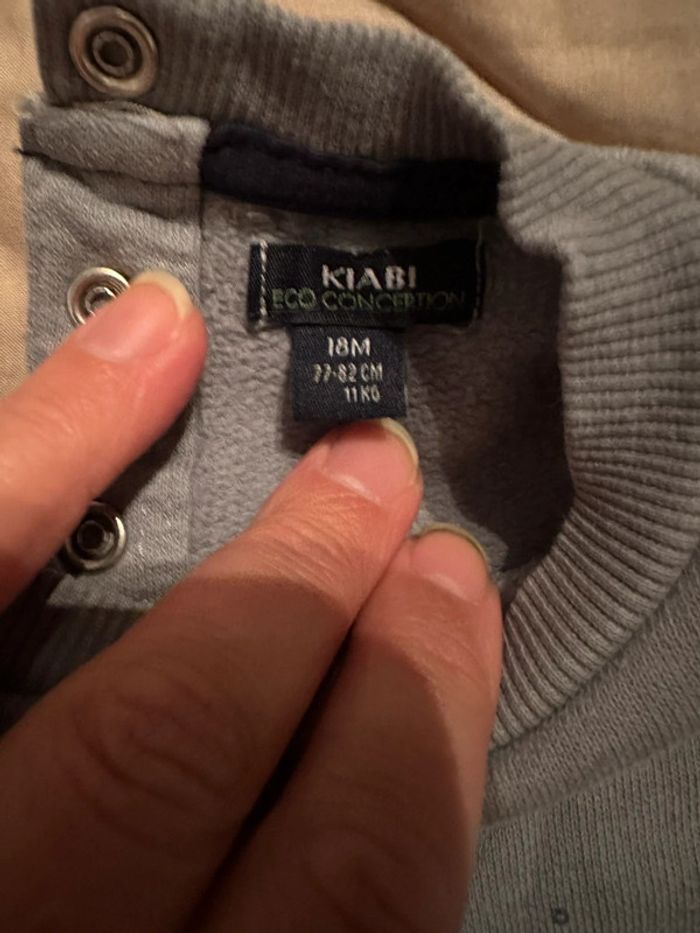 KIABI
ECO CONCEPTION
18M
77-82 CM
11 KG